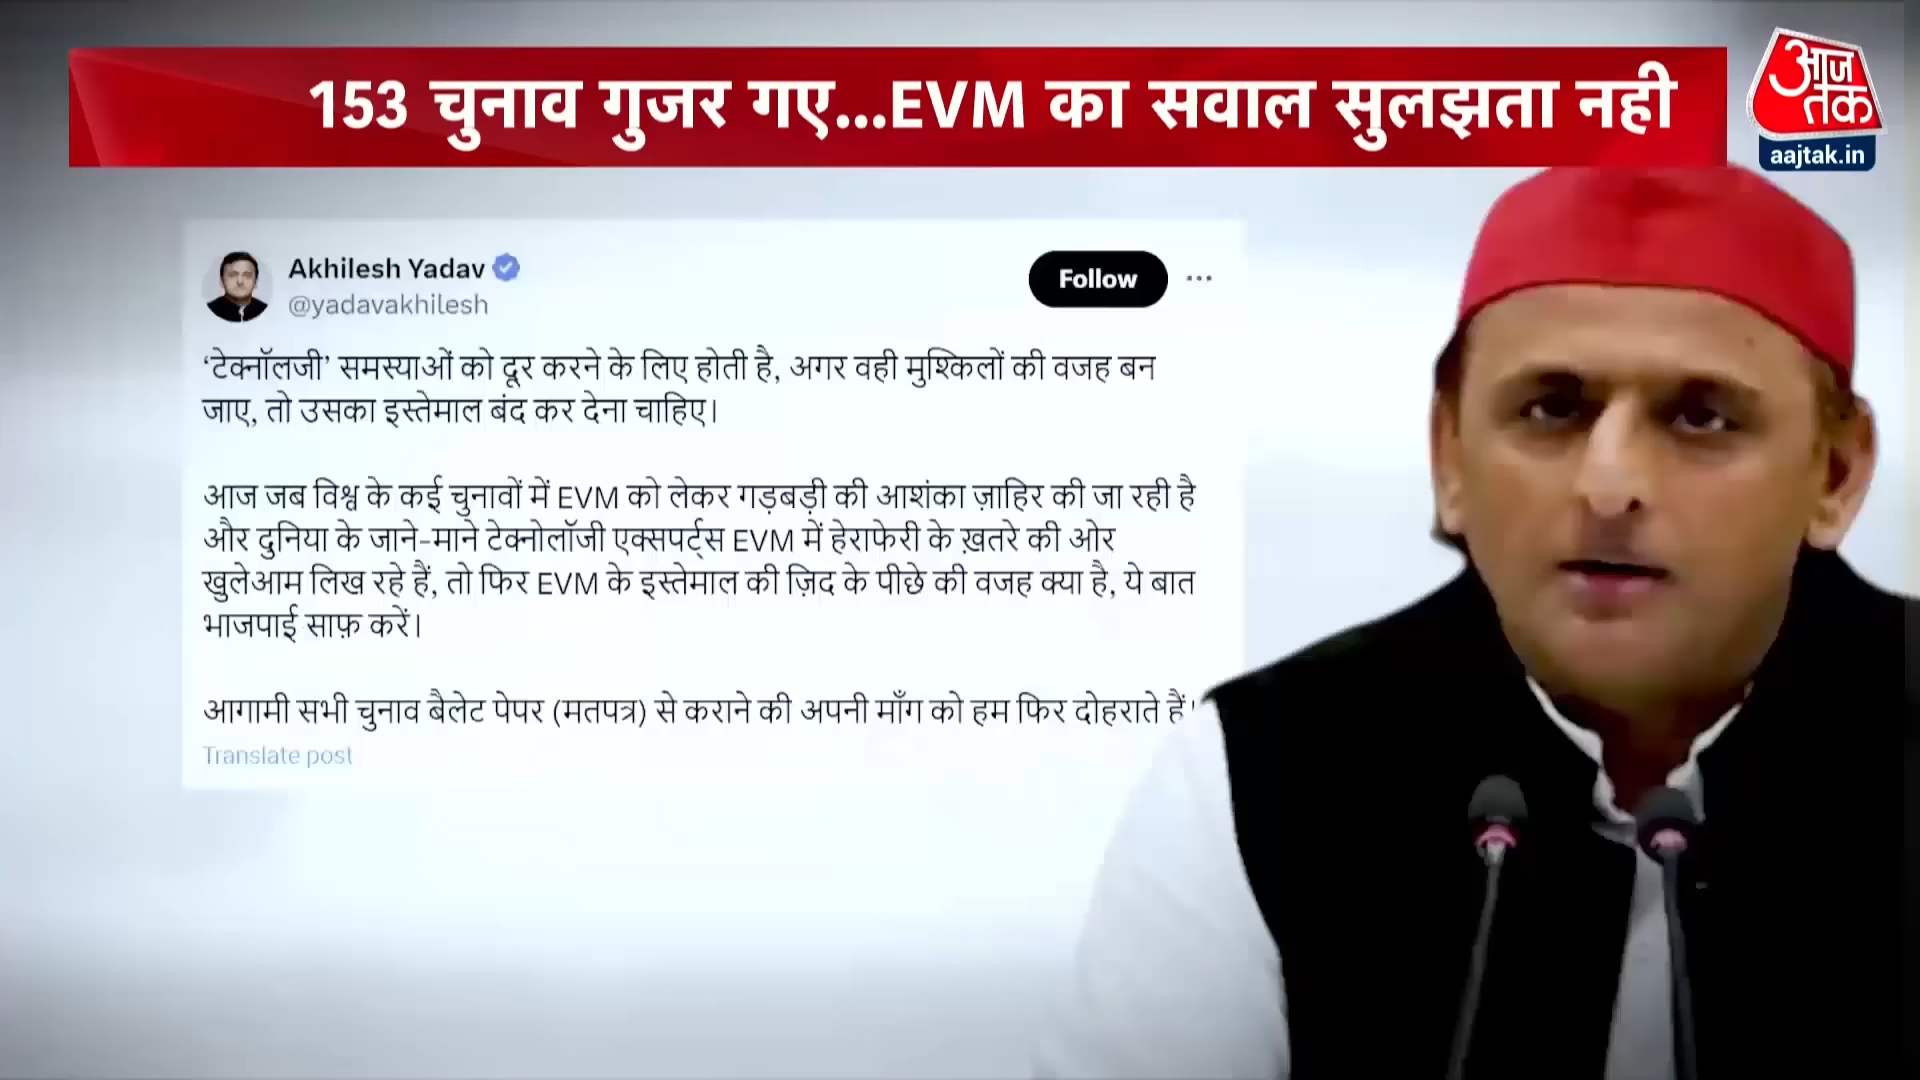 153 चुनाव गुजर गए...EVM का सवाल सुलझता नही
आज
तक
aajtak.in
Akhilesh Yadav
@yadavakhilesh
Follow
‘टेक्नॉलजी’ समस्याओं को दूर करने के लिए होती है, अगर वही मुश्किलों की वजह बन
जाए, तो उसका इस्तेमाल बंद कर देना चाहिए।
आज जब विश्व के कई चुनावों में EVM को लेकर गड़बड़ी की आशंका ज़ाहिर की जा रही है
और दुनिया के जाने-माने टेक्नोलॉजी एक्सपर्ट्स EVM में हेराफेरी के ख़तरे की ओर
खुलेआम लिख रहे हैं, तो फिर EVM के इस्तेमाल की ज़िद के पीछे की वजह क्या है, ये बात
भाजपाई साफ़ करें।
आगामी सभी चुनाव बैलेट पेपर (मतपत्र) से कराने की अपनी माँग को हम फिर दोहराते हैं।
Translate post